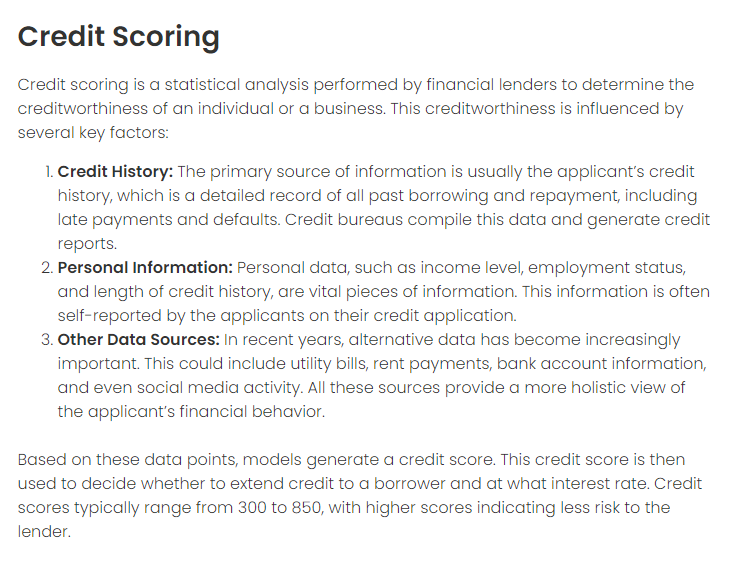 Credit Scoring
Credit scoring is a statistical analysis performed by financial lenders to determine the
creditworthiness of an individual or a business. This creditworthiness is influenced by
several key factors:
1. Credit History: The primary source of information is usually the applicant’s credit
history, which is a detailed record of all past borrowing and repayment, including
late payments and defaults. Credit bureaus compile this data and generate credit
reports.
2. Personal Information: Personal data, such as income level, employment status,
and length of credit history, are vital pieces of information. This information is often
self-reported by the applicants on their credit application.
3. Other Data Sources: In recent years, alternative data has become increasingly
important. This could include utility bills, rent payments, bank account information,
and even social media activity. All these sources provide a more holistic view of
the applicant’s financial behavior.
Based on these data points, models generate a credit score. This credit score is then
used to decide whether to extend credit to a borrower and at what interest rate. Credit
scores typically range from 300 to 850, with higher scores indicating less risk to the
lender.